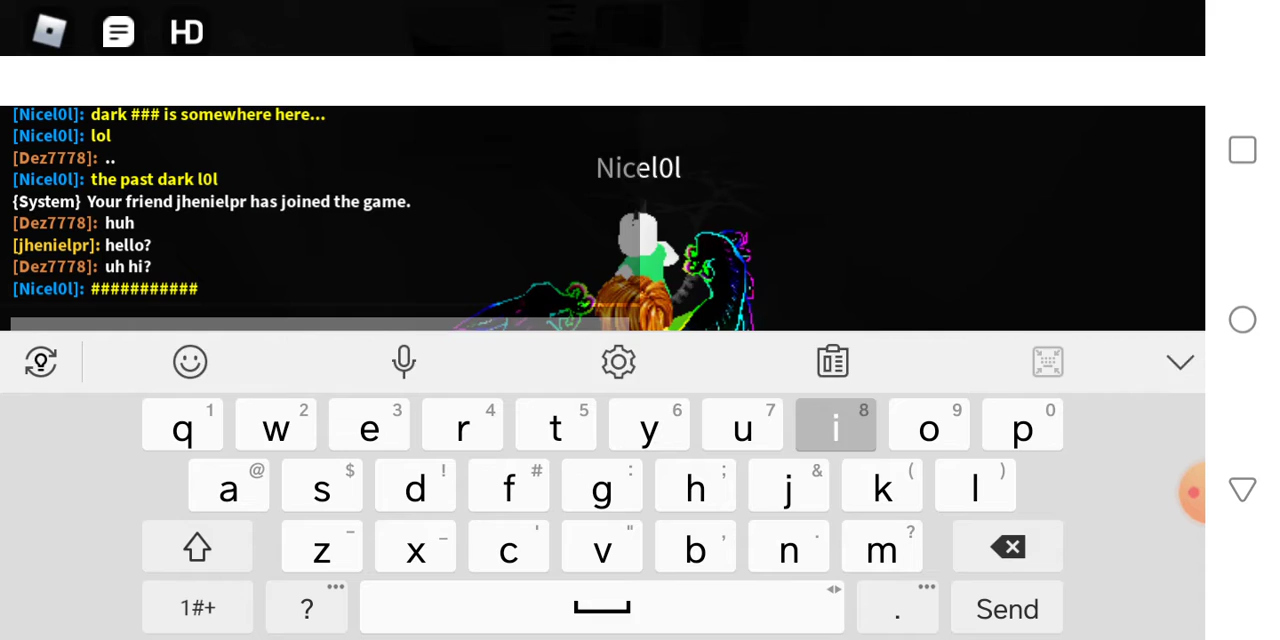 HD
[Nicel0l]: dark ### is somewhere here...
[Nicel0l]: lol
[Dez7778]: ..
[Nicel0l]: the past dark l0l
{System} Your friend jhenielpr has joined the game.
[Dez7778]: huh
[jhenielpr]: hello?
[Dez7778]: uh hi?
[Nicel0l]: ###########
Nicel0l
q 1 w 2 e 3 r 4 t 5 y 6 u 7 i 8 o 9 p 0
a @ s $ d ! f # g : h ; j & k ( l )
z - x _ c ' v " b , n . m ?
1#+ ? . Send